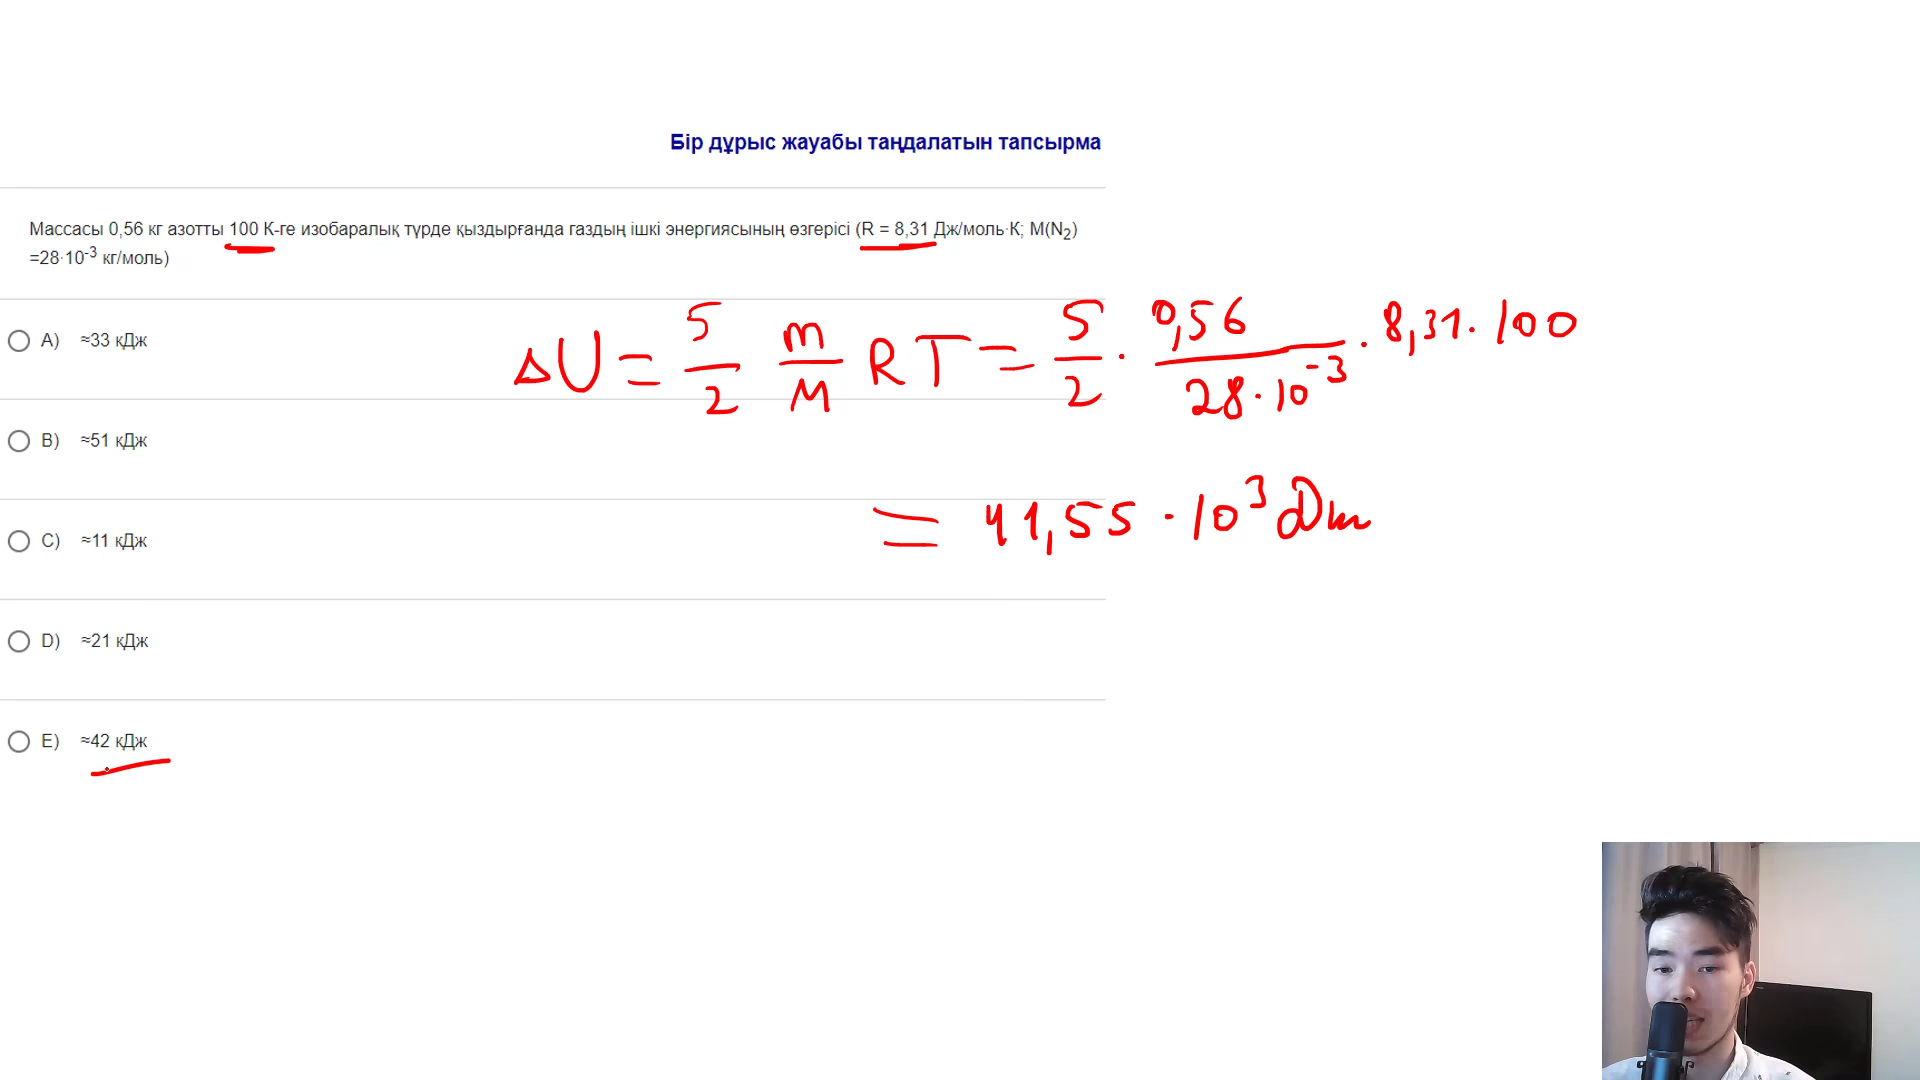 Бір дұрыс жауабы таңдалатын тапсырма
Массасы 0,56 кг азотты 100 К-ге изобаралық түрде қыздырғанда газдың ішкі энергиясының өзгерісі (R = 8,31 Дж/моль·К; M(N₂)
=28·10⁻³ кг/моль)
A) ≈33 кДж
ΔU = 5/2 m/M RT = 5/2 · 0,56/28·10⁻³ · 8,31 · 100
B) ≈51 кДж
= 41,55 · 10³ Дж
C) ≈11 кДж
D) ≈21 кДж
E) ≈42 кДж